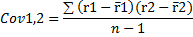 Cov1,2 = ∑ (r1 - r̄1)(r2 - r̄2) / n - 1